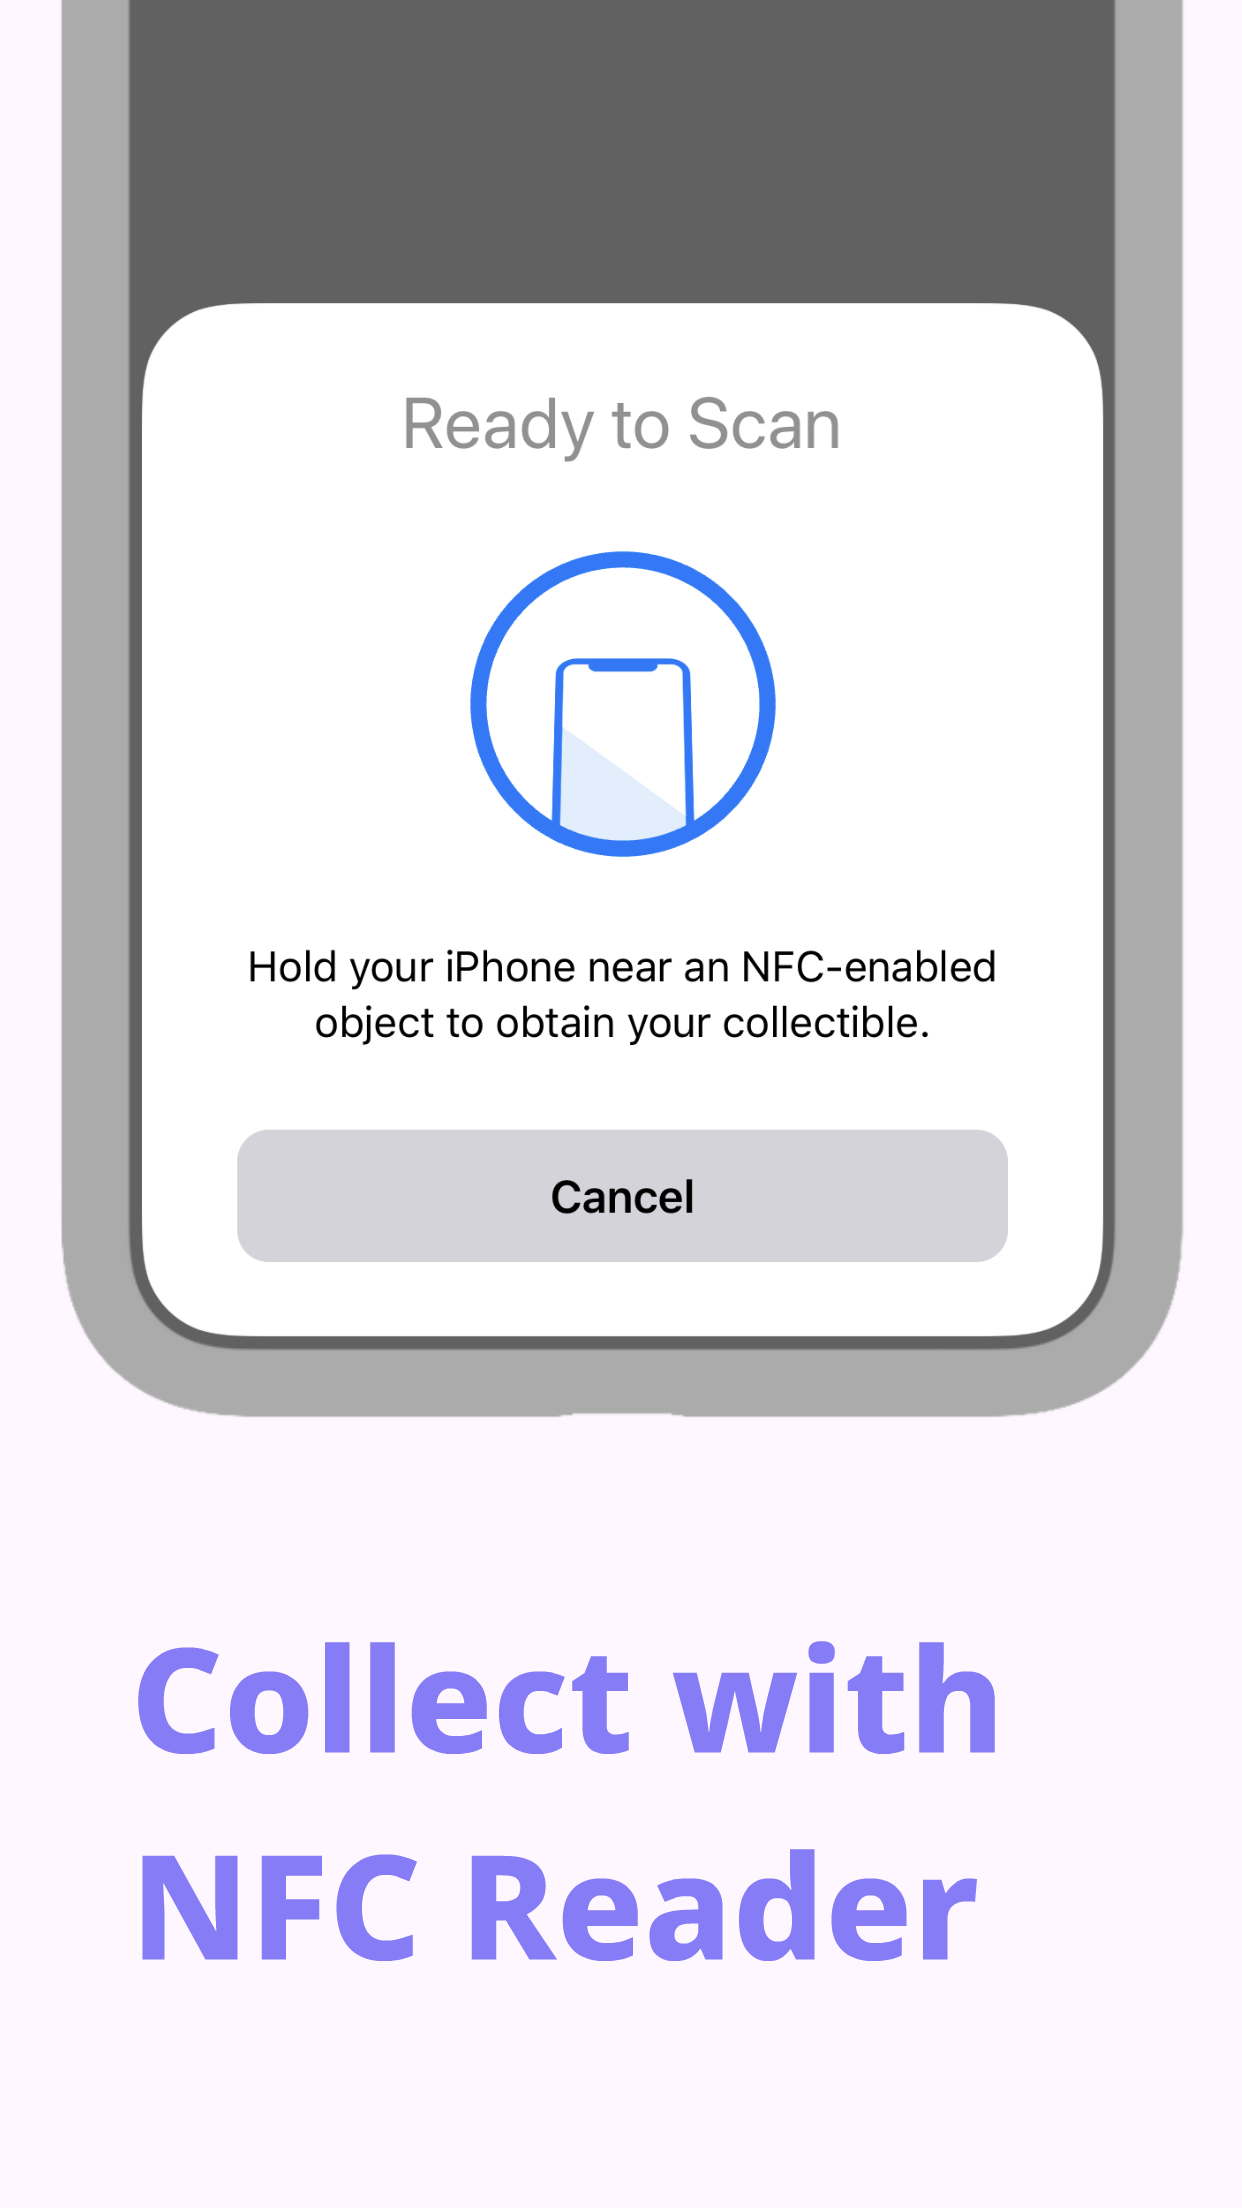 Ready to Scan
Hold your iPhone near an NFC-enabled
object to obtain your collectible.
Cancel
Collect with
NFC Reader